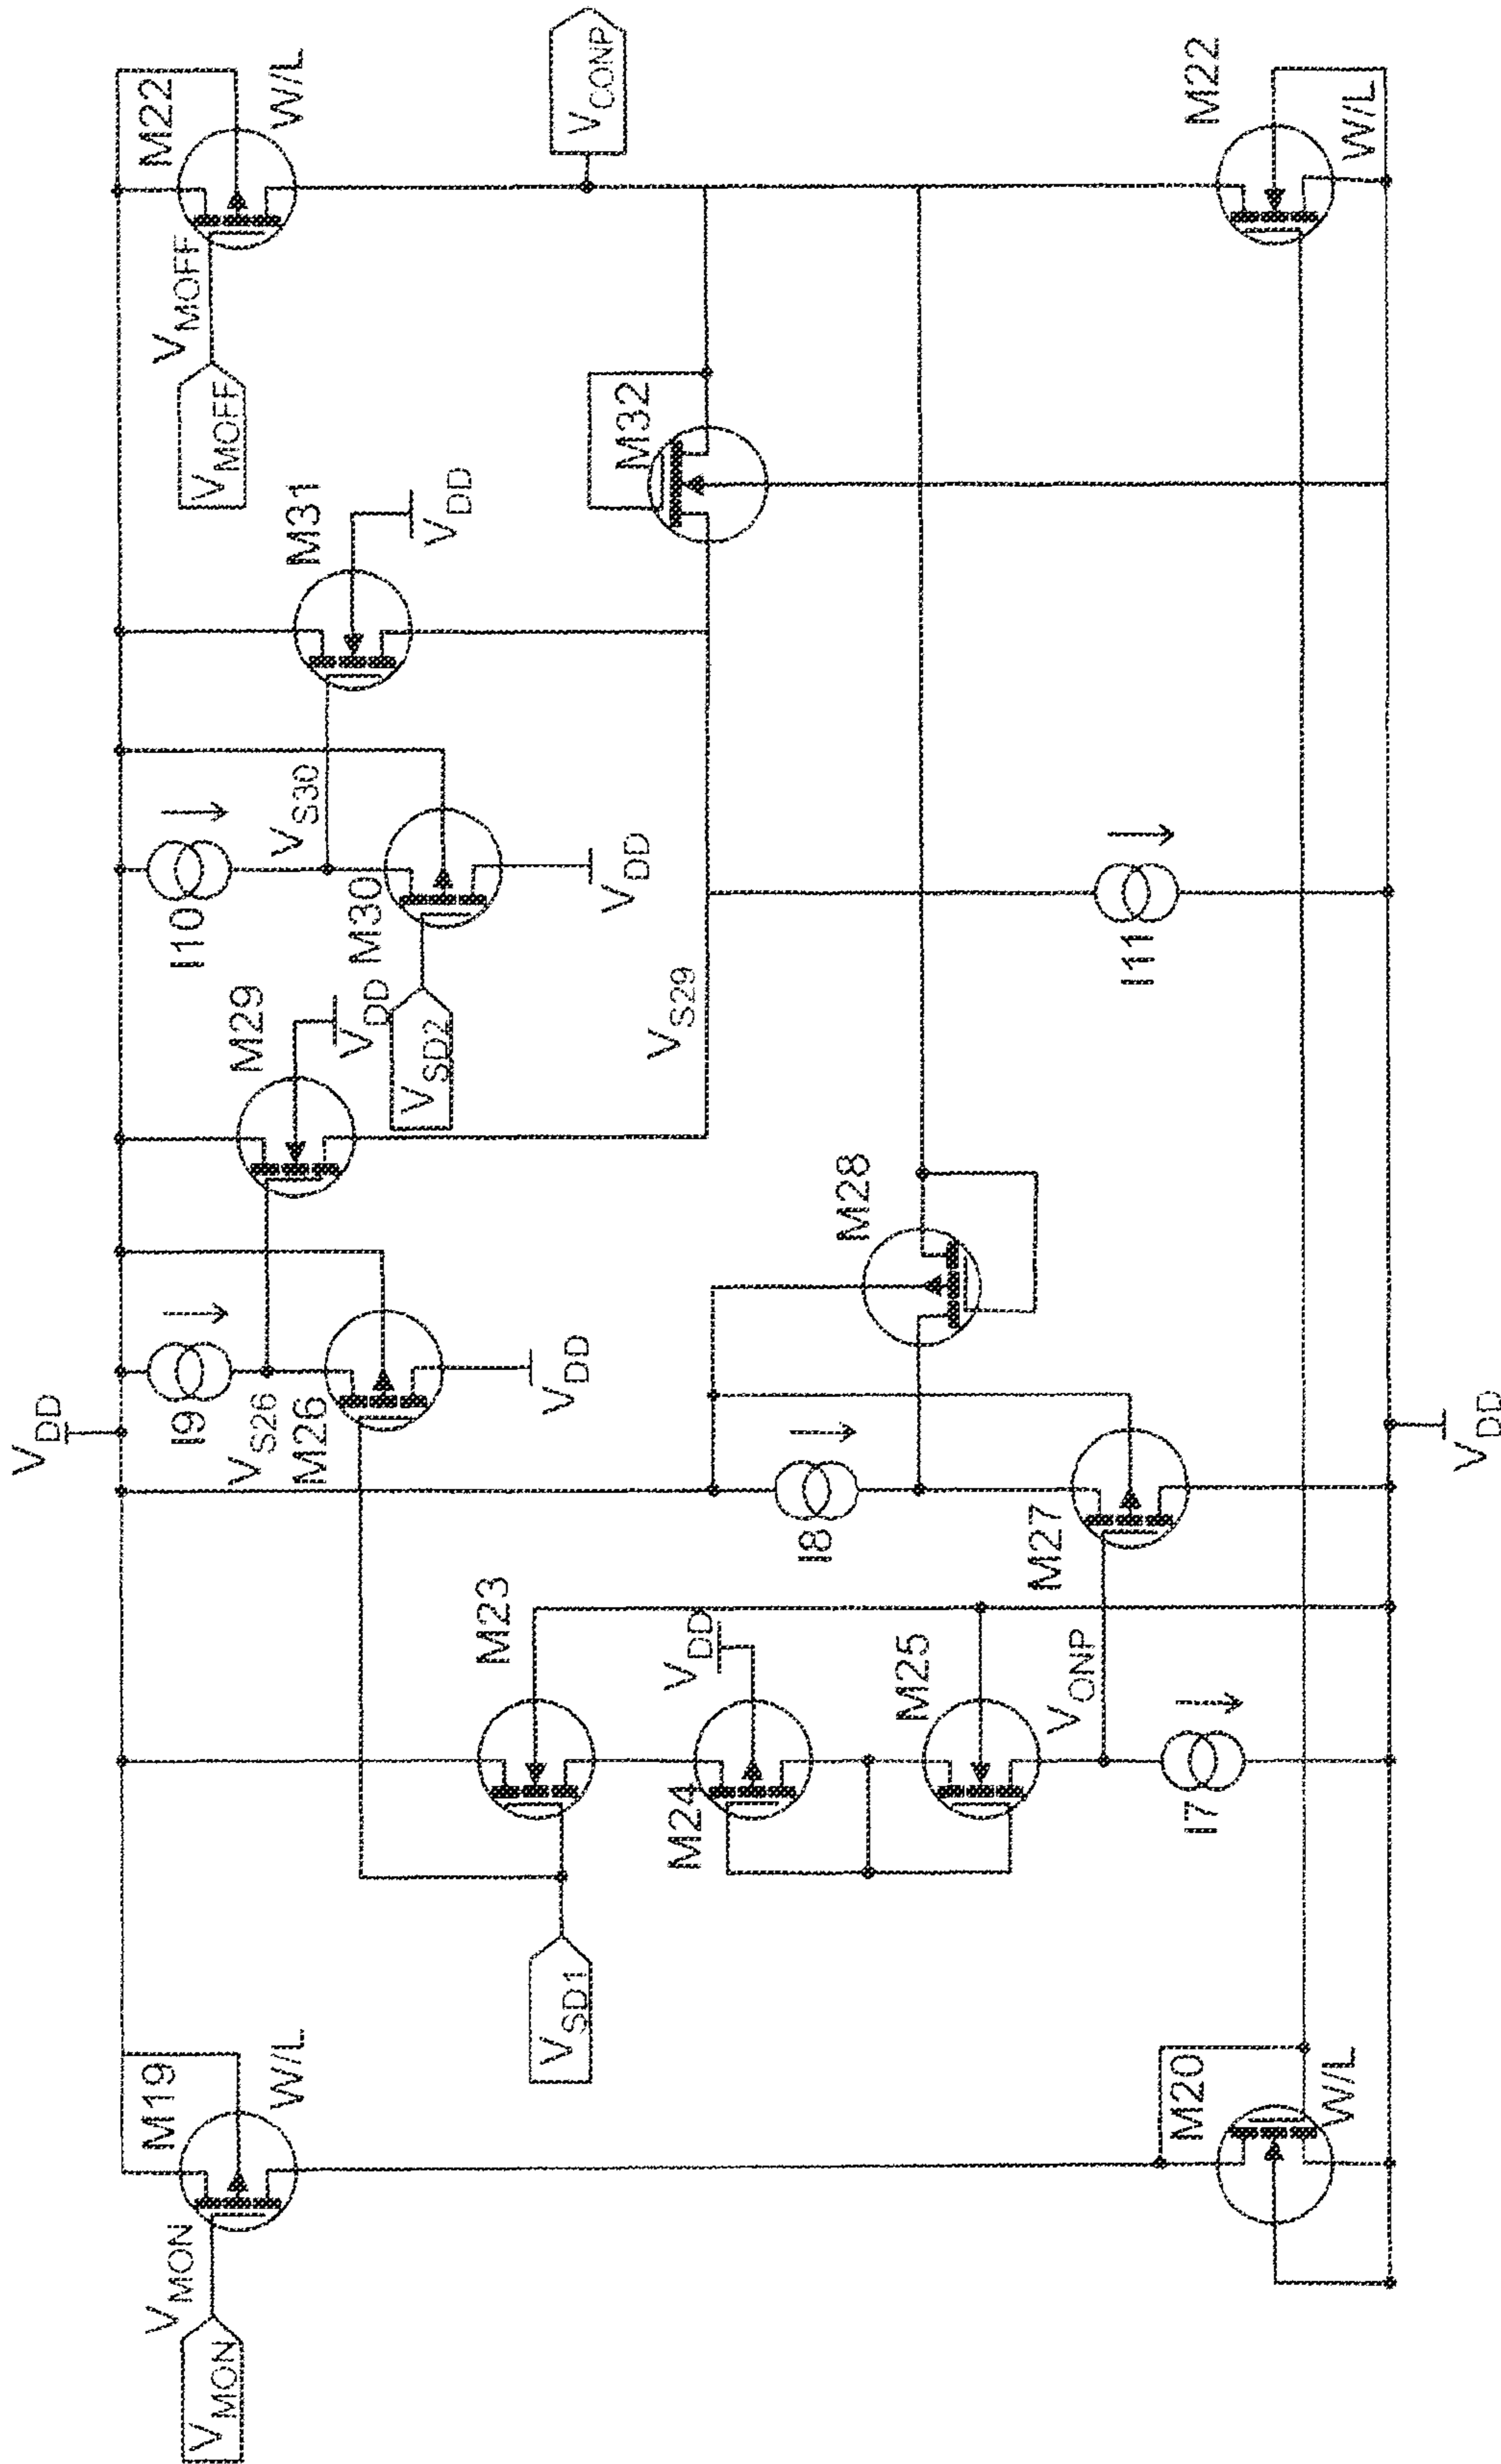 V_MON
V_MON
M19
W/L
M20
W/L
V_SD1
M23
M24
V_DD
M25
V_ONP
I7
V_DD
I9
V_S26
M26
V_DD
I8
M27
V_DD
M28
M29
V_DD
V_SD2
I10
V_S30
M30
V_DD
M31
V_DD
V_S29
I11
M32
V_MOFF
V_MOFF
M22
W/L
V_CONP
M22
W/L